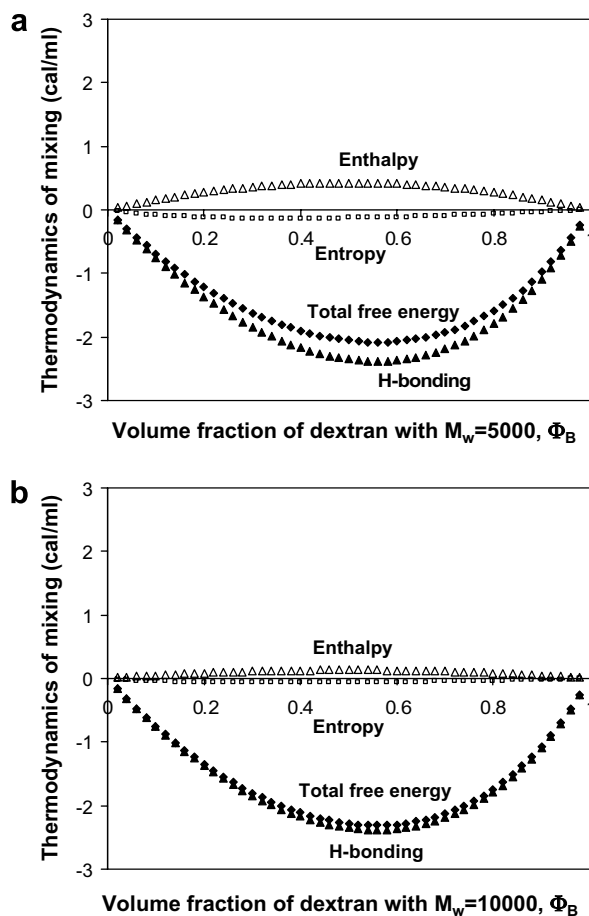 a
Thermodynamics of mixing (cal/ml)
3
2
1
0
-1
-2
-3
0
0.2
0.4
0.6
0.8
1
Enthalpy
Entropy
Total free energy
H-bonding
Volume fraction of dextran with Mw=5000, ΦB
b
Thermodynamics of mixing (cal/ml)
3
2
1
0
-1
-2
-3
0
0.2
0.4
0.6
0.8
1
Enthalpy
Entropy
Total free energy
H-bonding
Volume fraction of dextran with Mw=10000, ΦB